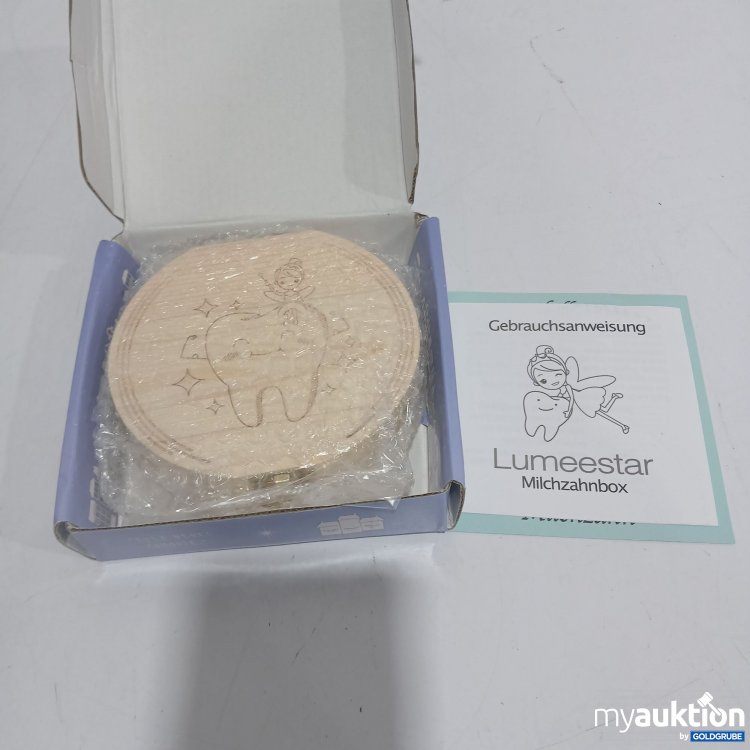 Gebrauchsanweisung
Lumeestar
Milchzahnbox
myauktion
by GOLDGRUBE